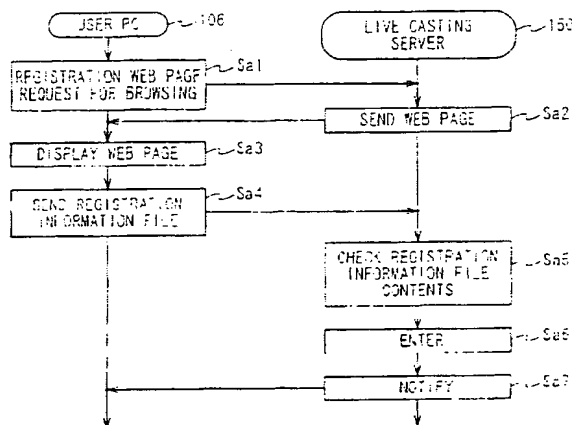 USER PC
106
LIVE CASTING
SERVER
160
REGISTRATION WEB PAGE
REQUEST FOR BROWSING
Sa1
SEND WEB PAGE
Sa2
DISPLAY WEB PAGE
Sa3
SEND REGISTRATION
INFORMATION FILE
Sa4
CHECK REGISTRATION
INFORMATION FILE
CONTENTS
Sa5
ENTER
Sa6
NOTIFY
Sa7